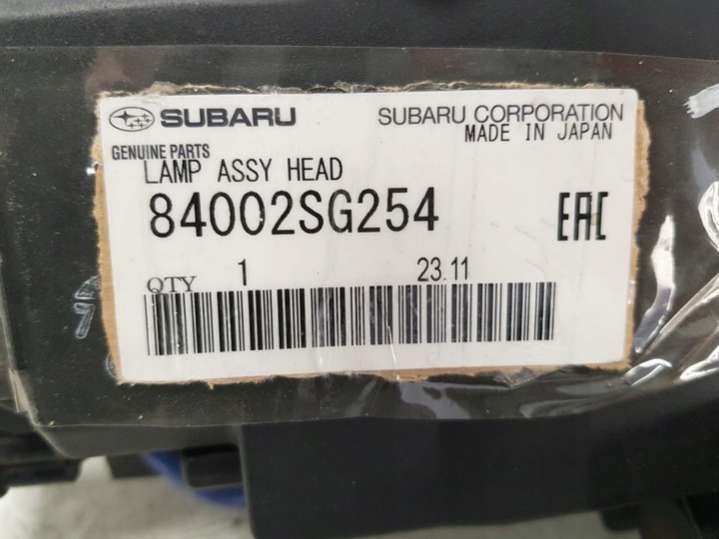 SUBARU SUBARU CORPORATION
MADE IN JAPAN
GENUINE PARTS
LAMP ASSY HEAD
84002SG254 EAC
QTY 1 23.11